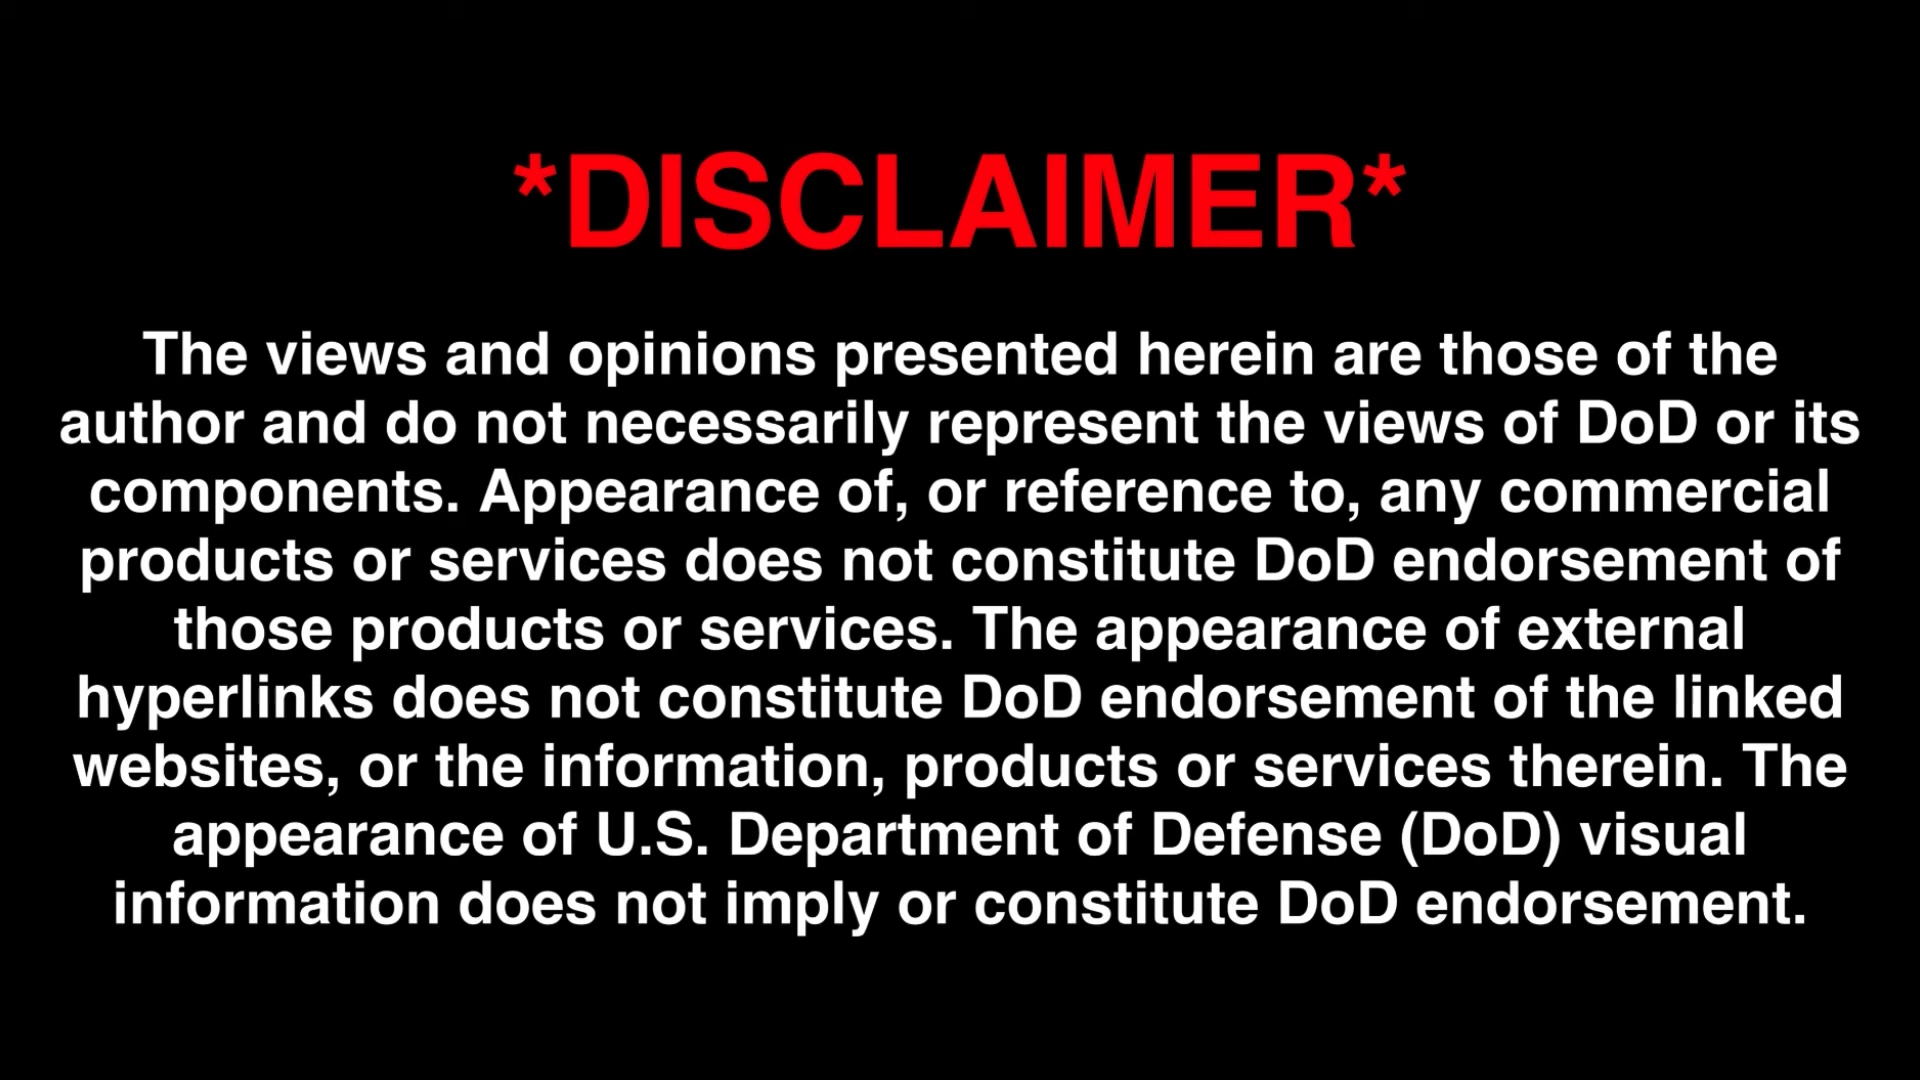 *DISCLAIMER*
The views and opinions presented herein are those of the
author and do not necessarily represent the views of DoD or its
components. Appearance of, or reference to, any commercial
products or services does not constitute DoD endorsement of
those products or services. The appearance of external
hyperlinks does not constitute DoD endorsement of the linked
websites, or the information, products or services therein. The
appearance of U.S. Department of Defense (DoD) visual
information does not imply or constitute DoD endorsement.